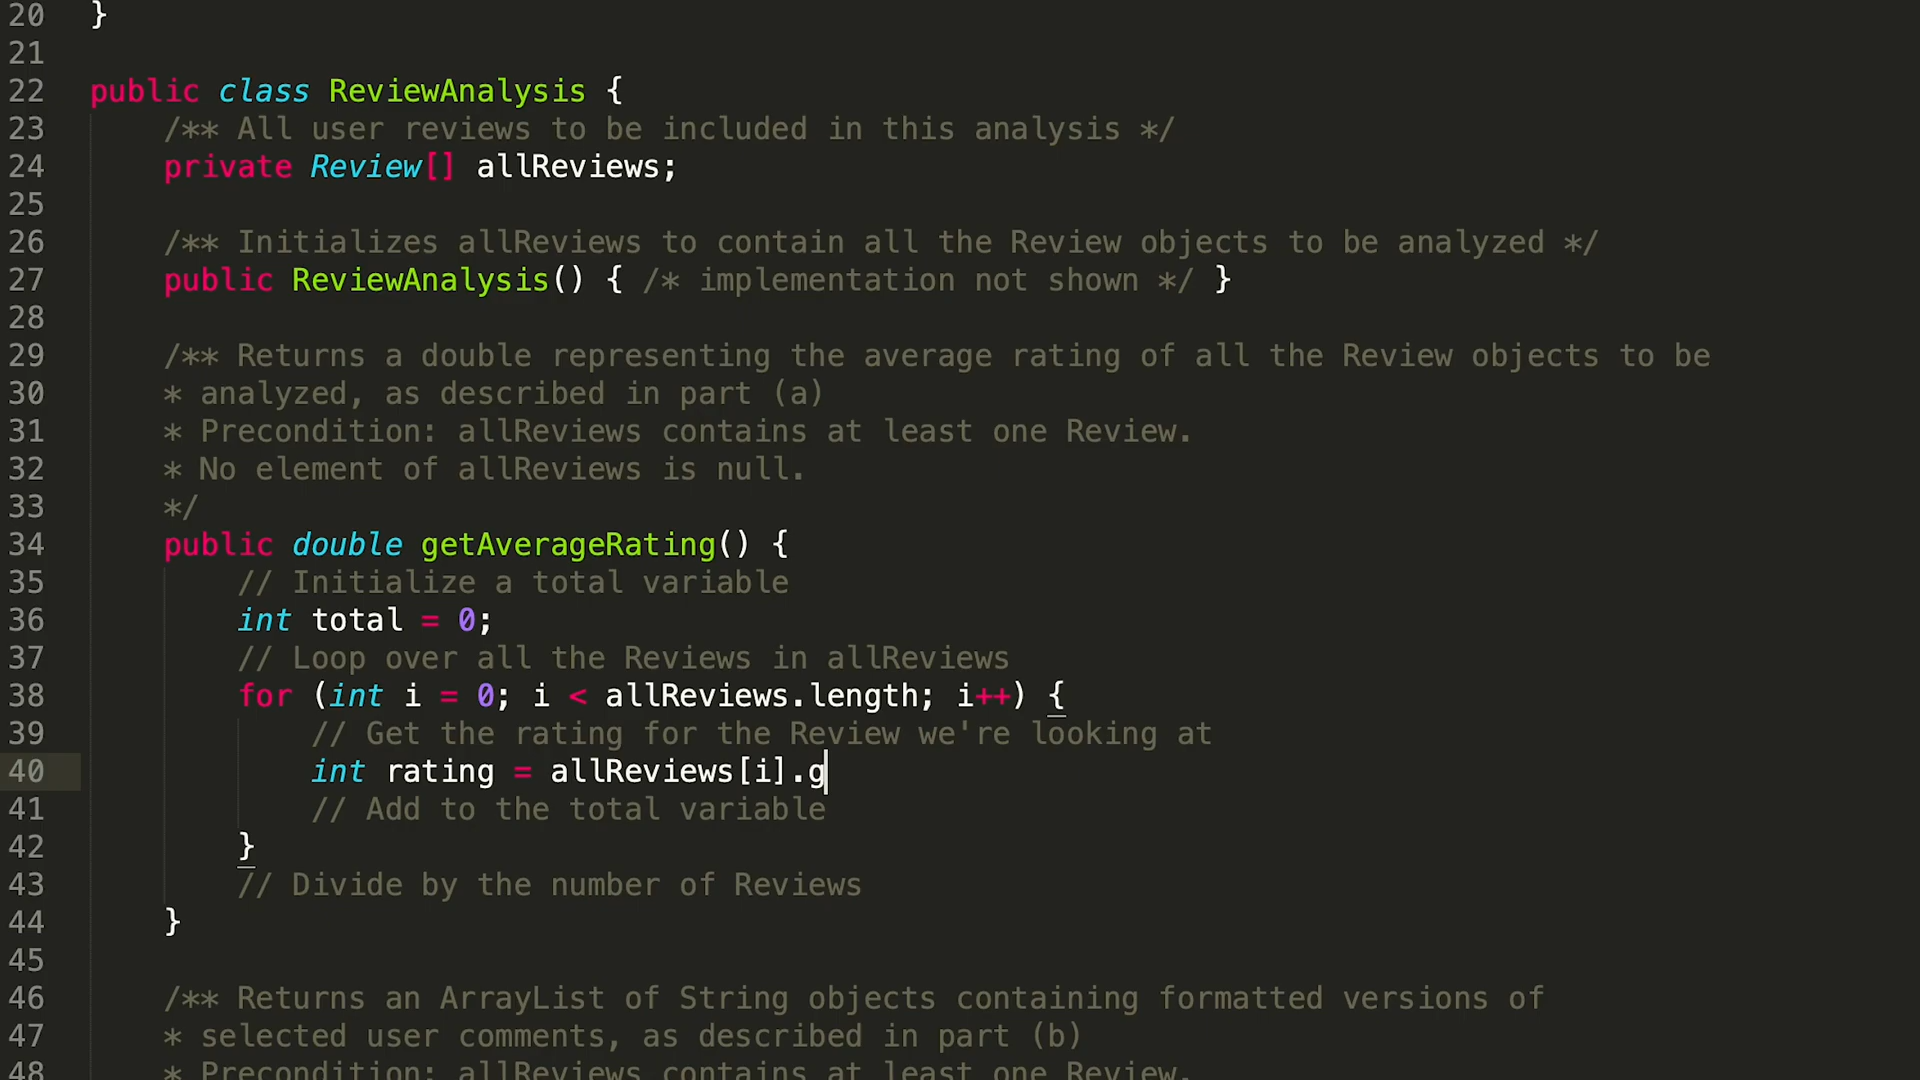 20 }
21
22 public class ReviewAnalysis {
23 /** All user reviews to be included in this analysis */
24 private Review[] allReviews;
25
26 /** Initializes allReviews to contain all the Review objects to be analyzed */
27 public ReviewAnalysis() { /* implementation not shown */ }
28
29 /** Returns a double representing the average rating of all the Review objects to be
30 * analyzed, as described in part (a)
31 * Precondition: allReviews contains at least one Review.
32 * No element of allReviews is null.
33 */
34 public double getAverageRating() {
35 // Initialize a total variable
36 int total = 0;
37 // Loop over all the Reviews in allReviews
38 for (int i = 0; i < allReviews.length; i++) {
39 // Get the rating for the Review we're looking at
40 int rating = allReviews[i].g
41 // Add to the total variable
42 }
43 // Divide by the number of Reviews
44 }
45
46 /** Returns an ArrayList of String objects containing formatted versions of
47 * selected user comments, as described in part (b)
48 * Precondition: allReviews contains at least one Review.